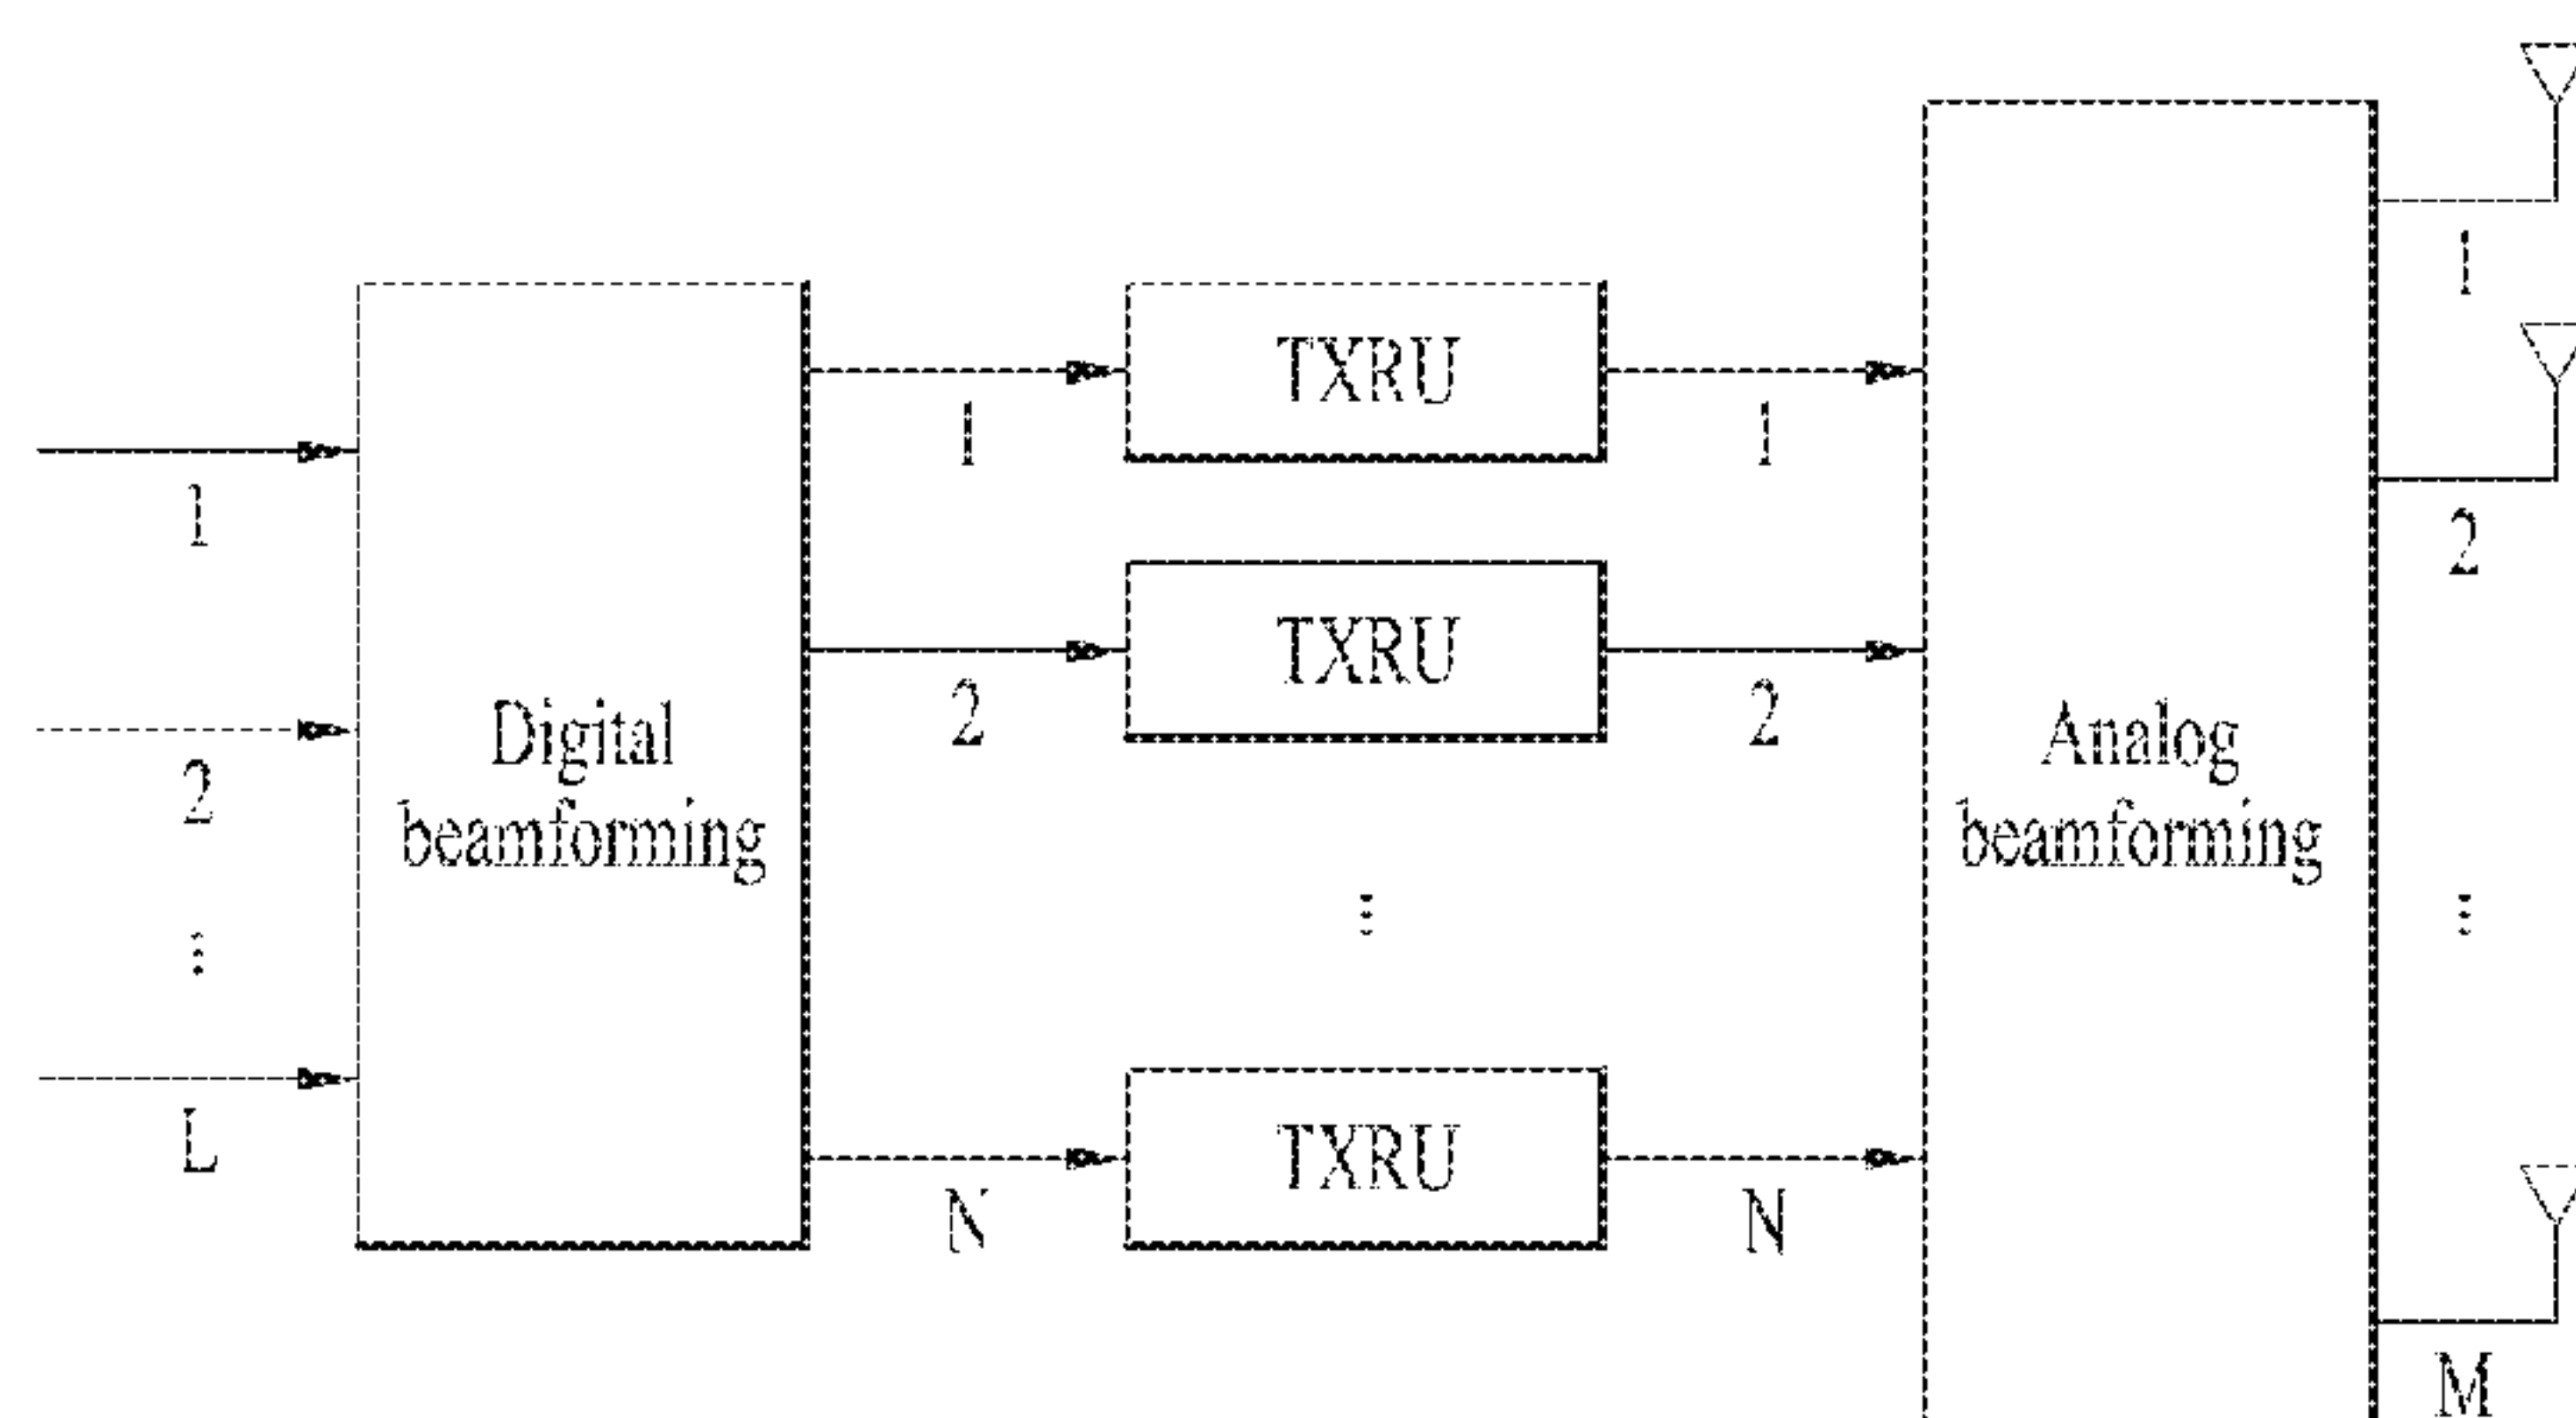 1
2
⋮
L
Digital
beamforming
1
2
N
TXRU
TXRU
⋮
TXRU
1
2
N
Analog
beamforming
1
2
⋮
M